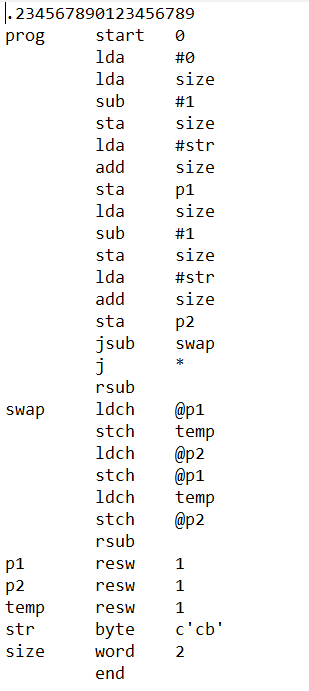 .234567890123456789
prog     start   0
         lda     #0
         lda     size
         sub     #1
         sta     size
         lda     #str
         add     size
         sta     p1
         lda     size
         sub     #1
         sta     size
         lda     #str
         add     size
         sta     p2
         jsub    swap
         j       *
         rsub
swap     ldch    @p1
         stch    temp
         ldch    @p2
         stch    @p1
         ldch    temp
         stch    @p2
         rsub
p1       resw    1
p2       resw    1
temp     resw    1
str      byte    c'cb'
size     word    2
         end